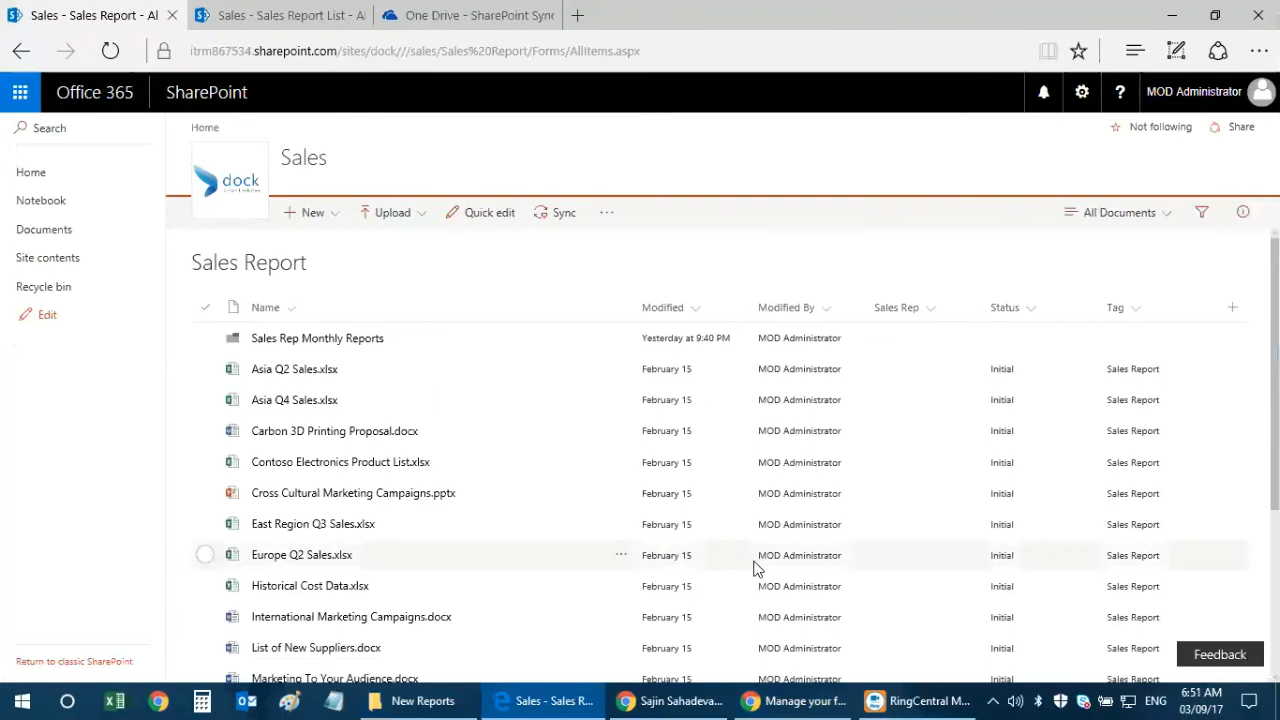 Sales - Sales Report - Al
Sales - Sales Report List - Al
One Drive - SharePoint Sync
itrm867534.sharepoint.com/sites/dock///sales/Sales%20Report/Forms/AllItems.aspx
Office 365 SharePoint MOD Administrator
Search
Home
Notebook
Documents
Site contents
Recycle bin
Edit
Return to classic SharePoint
Home
Not following Share
dock
Sales
New Upload Quick edit Sync ··· All Documents
Sales Report
Name Modified Modified By Sales Rep Status Tag
Sales Rep Monthly Reports Yesterday at 9:40 PM MOD Administrator
Asia Q2 Sales.xlsx February 15 MOD Administrator Initial Sales Report
Asia Q4 Sales.xlsx February 15 MOD Administrator Initial Sales Report
Carbon 3D Printing Proposal.docx February 15 MOD Administrator Initial Sales Report
Contoso Electronics Product List.xlsx February 15 MOD Administrator Initial Sales Report
Cross Cultural Marketing Campaigns.pptx February 15 MOD Administrator Initial Sales Report
East Region Q3 Sales.xlsx February 15 MOD Administrator Initial Sales Report
Europe Q2 Sales.xlsx ··· February 15 MOD Administrator Initial Sales Report
Historical Cost Data.xlsx February 15 MOD Administrator Initial Sales Report
International Marketing Campaigns.docx February 15 MOD Administrator Initial Sales Report
List of New Suppliers.docx February 15 MOD Administrator Initial Sales Report
Marketing To Your Audience.docx February 15 MOD Administrator Initial Sales Report
Feedback
New Reports
Sales - Sales R...
Sajin Sahadeva...
Manage your f...
RingCentral M...
ENG
6:51 AM
03/09/17